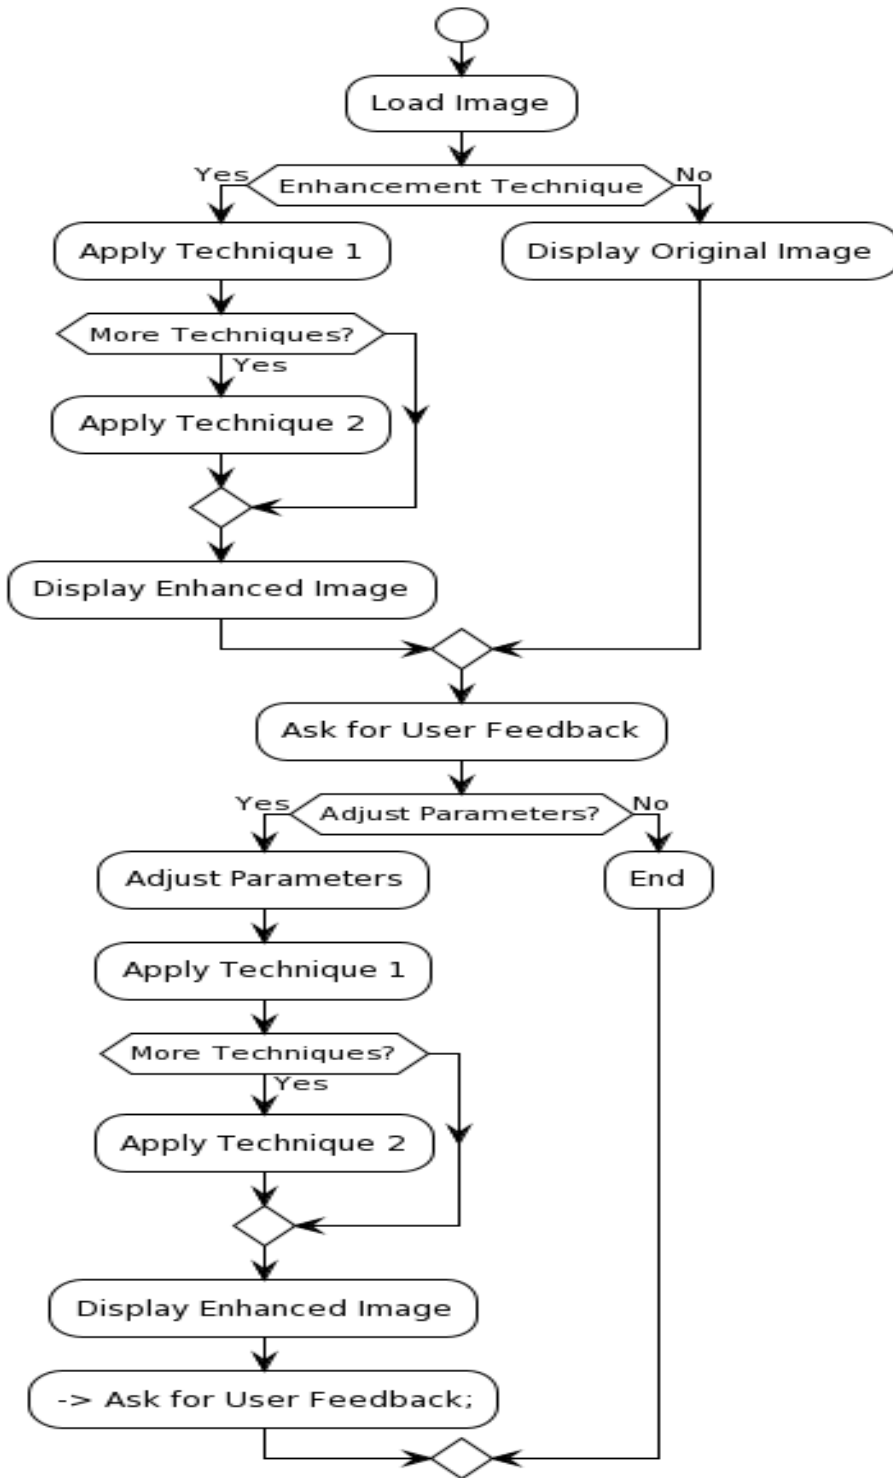 Load Image
Yes
Enhancement Technique
No
Apply Technique 1
Display Original Image
More Techniques?
Yes
Apply Technique 2
Display Enhanced Image
Ask for User Feedback
Yes
Adjust Parameters?
No
Adjust Parameters
End
Apply Technique 1
More Techniques?
Yes
Apply Technique 2
Display Enhanced Image
-> Ask for User Feedback;